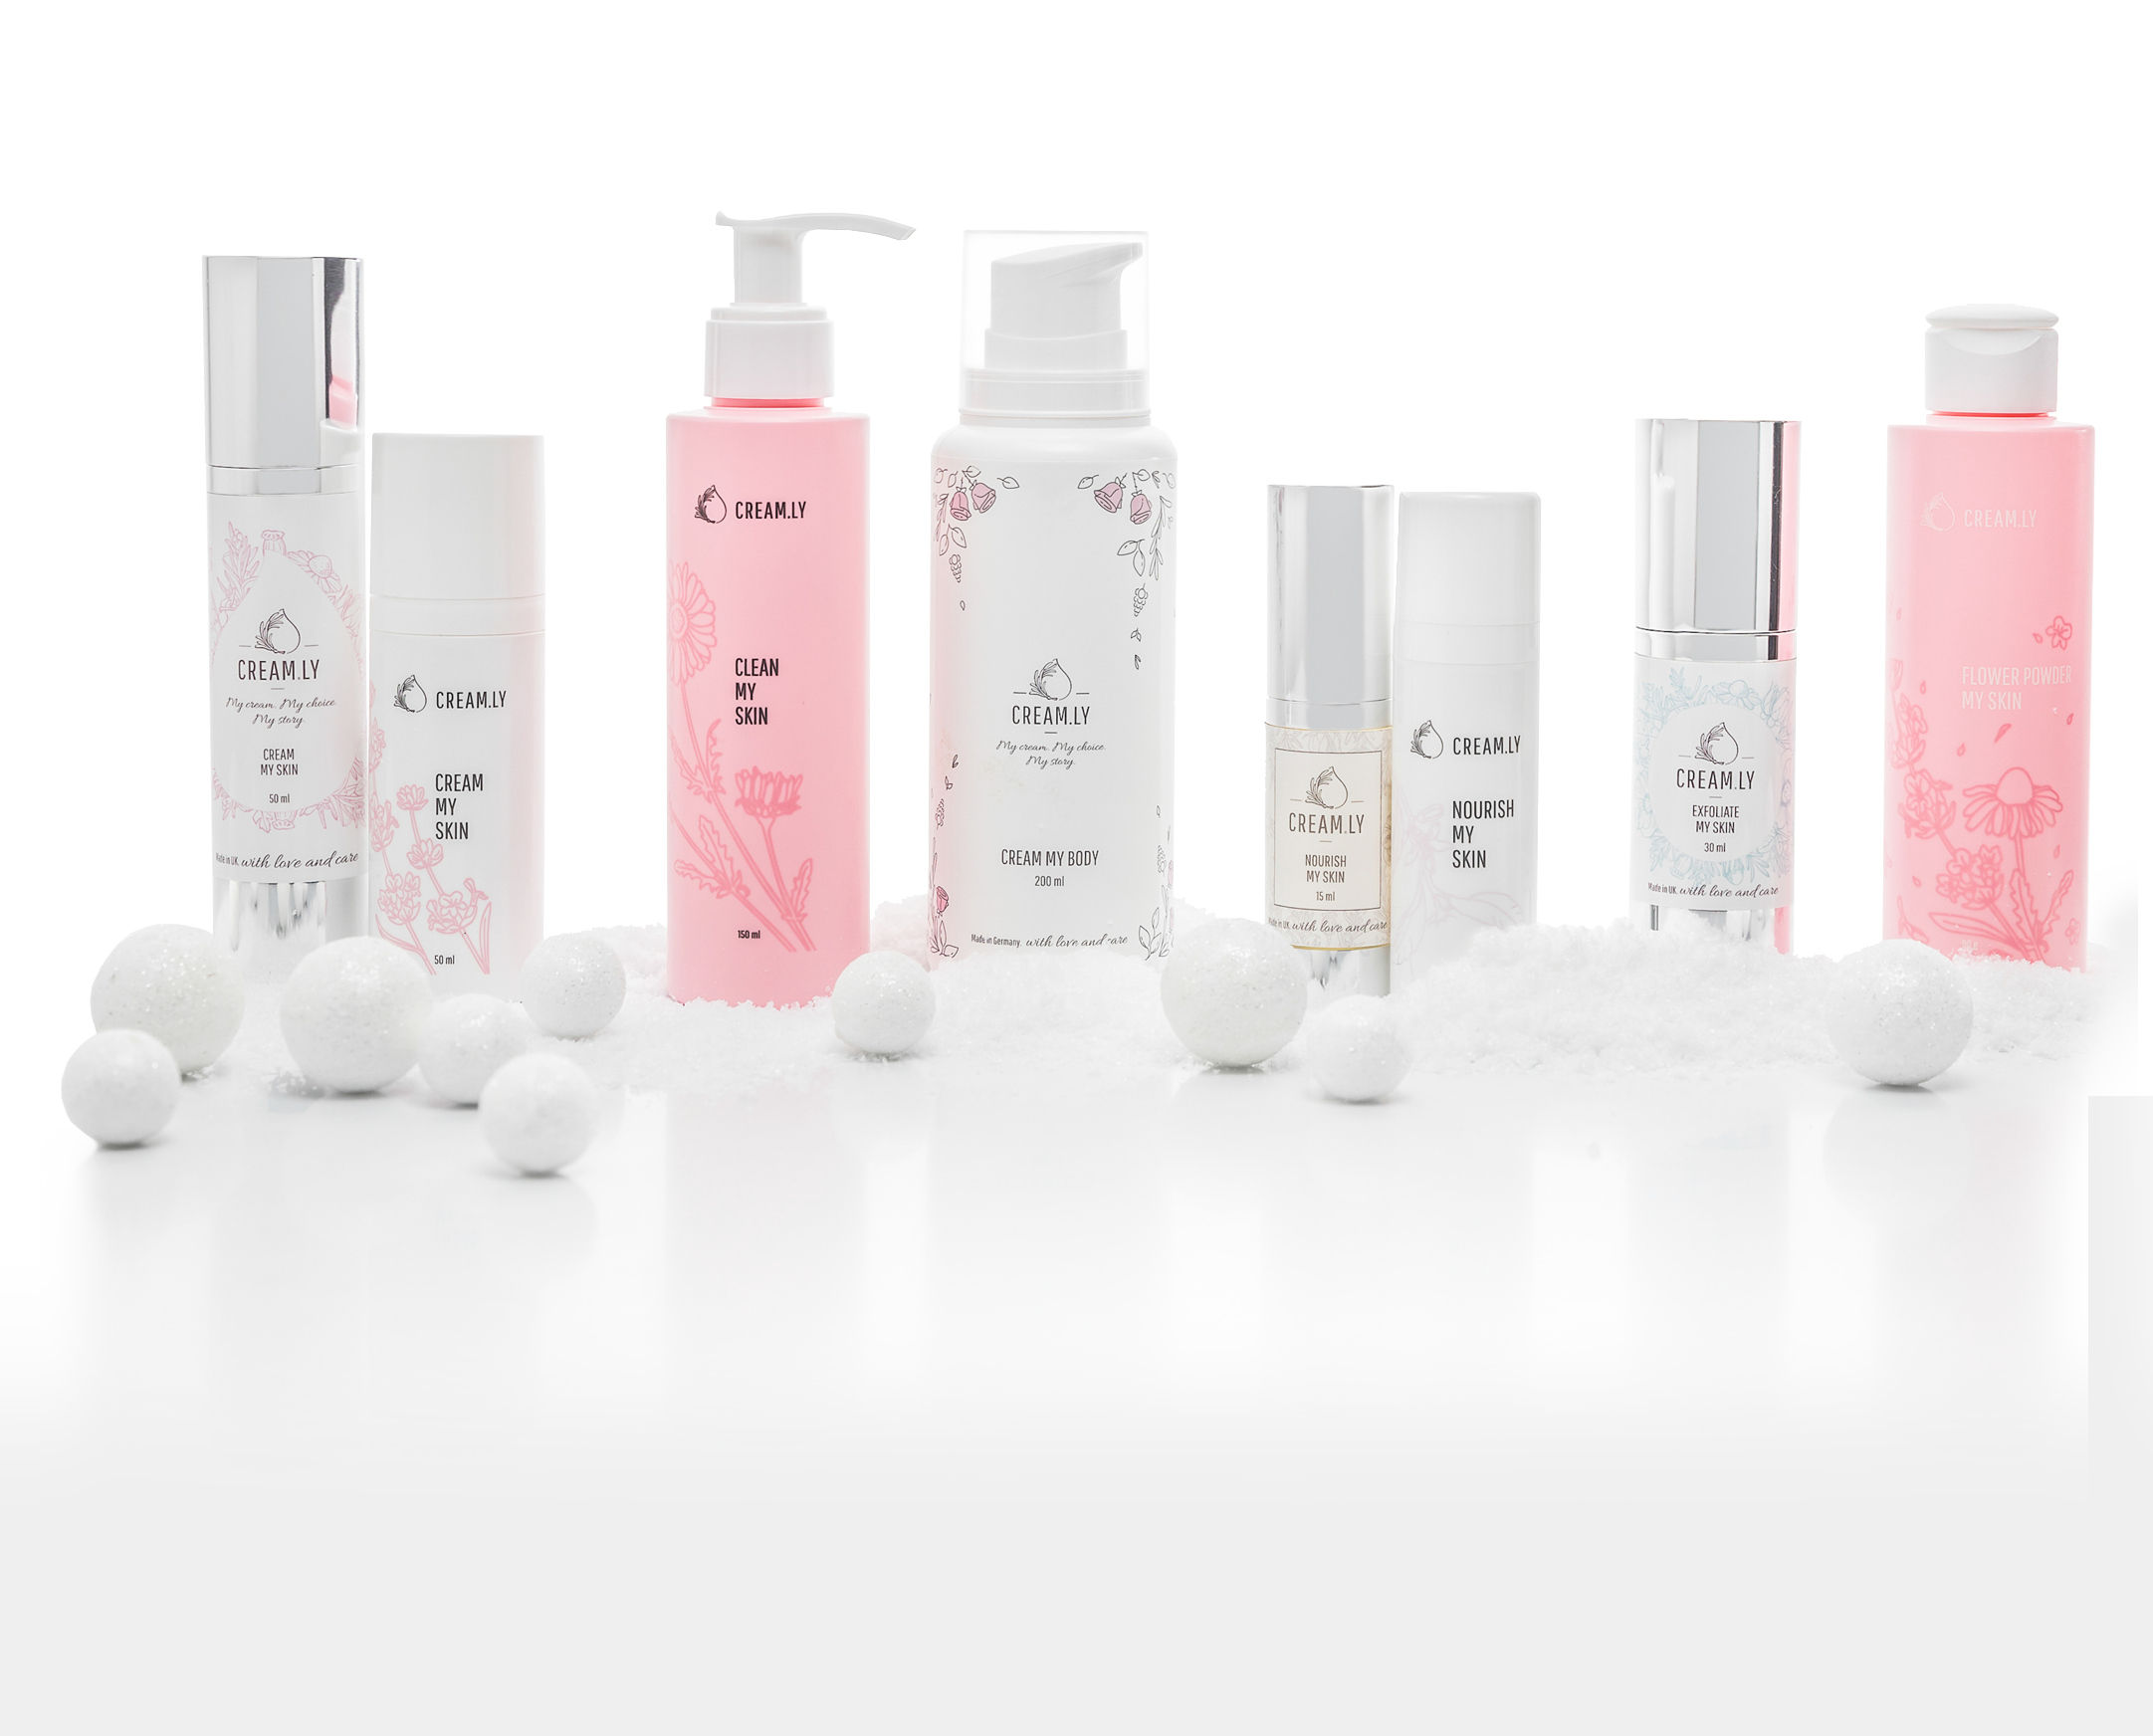 CREAM.LY
My cream. My choice.
My story.
CREAM
MY SKIN
50 ml
Made in UK with love and care
CREAM.LY
CREAM
MY
SKIN
50 ml
CREAM.LY
CLEAN
MY
SKIN
150 ml
CREAM.LY
My cream. My choice.
My story.
CREAM MY BODY
200 ml
Made in Germany with love and care
CREAM.LY
NOURISH
MY SKIN
15 ml
Made in UK with love and care
CREAM.LY
NOURISH
MY
SKIN
CREAM.LY
EXFOLIATE
MY SKIN
30 ml
Made in UK with love and care
CREAM.LY
FLOWER POWDER
MY SKIN